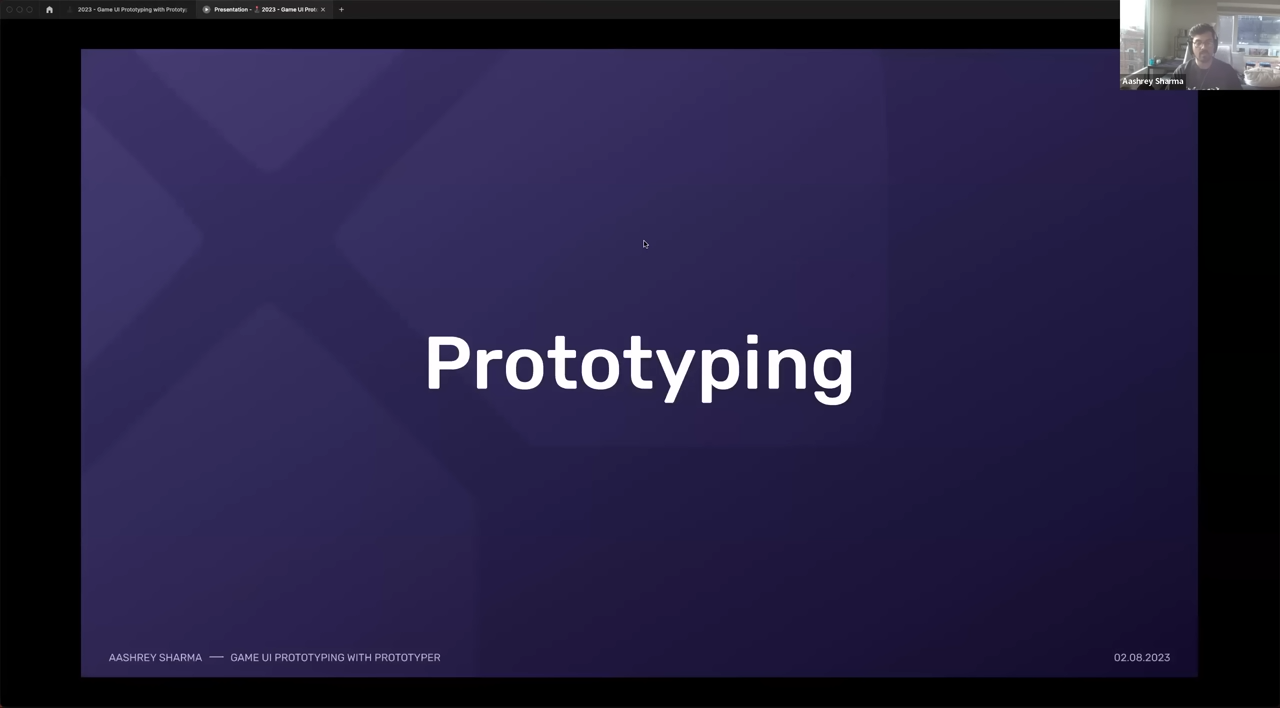 2023 - Game UI Prototyping with Prototy
Presentation - 2023 - Game UI Prot
Aashrey Sharma
Prototyping
AASHREY SHARMA — GAME UI PROTOTYPING WITH PROTOTYPER
02.08.2023